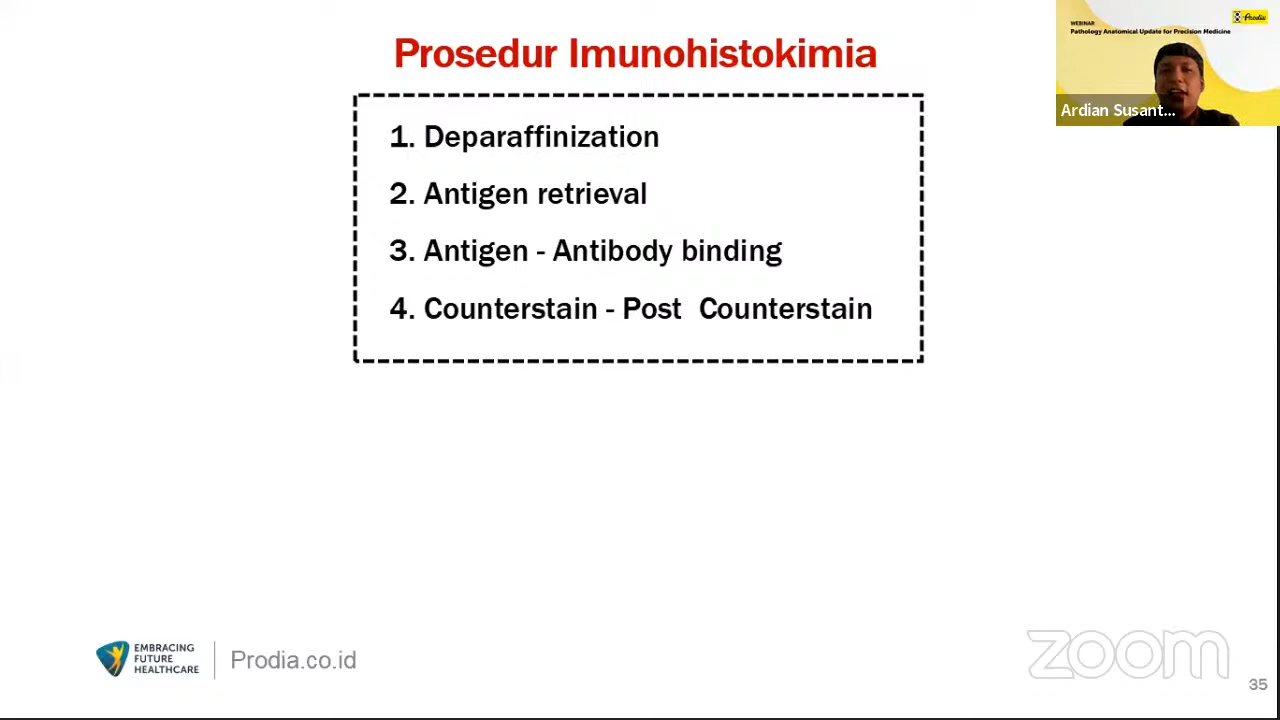 Prosedur Imunohistokimia
1. Deparaffinization
2. Antigen retrieval
3. Antigen - Antibody binding
4. Counterstain - Post Counterstain
WEBINAR
Pathology Anatomical Update for Precision Medicine
Prodia
Ardian Susant...
EMBRACING
FUTURE
HEALTHCARE
Prodia.co.id
zoom
35